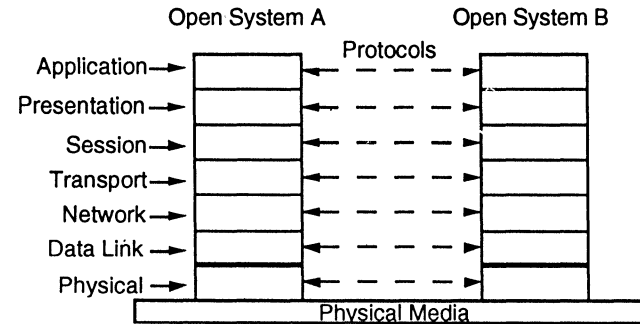 Open System A
Open System B
Protocols
Application
Presentation
Session
Transport
Network
Data Link
Physical
Physical Media